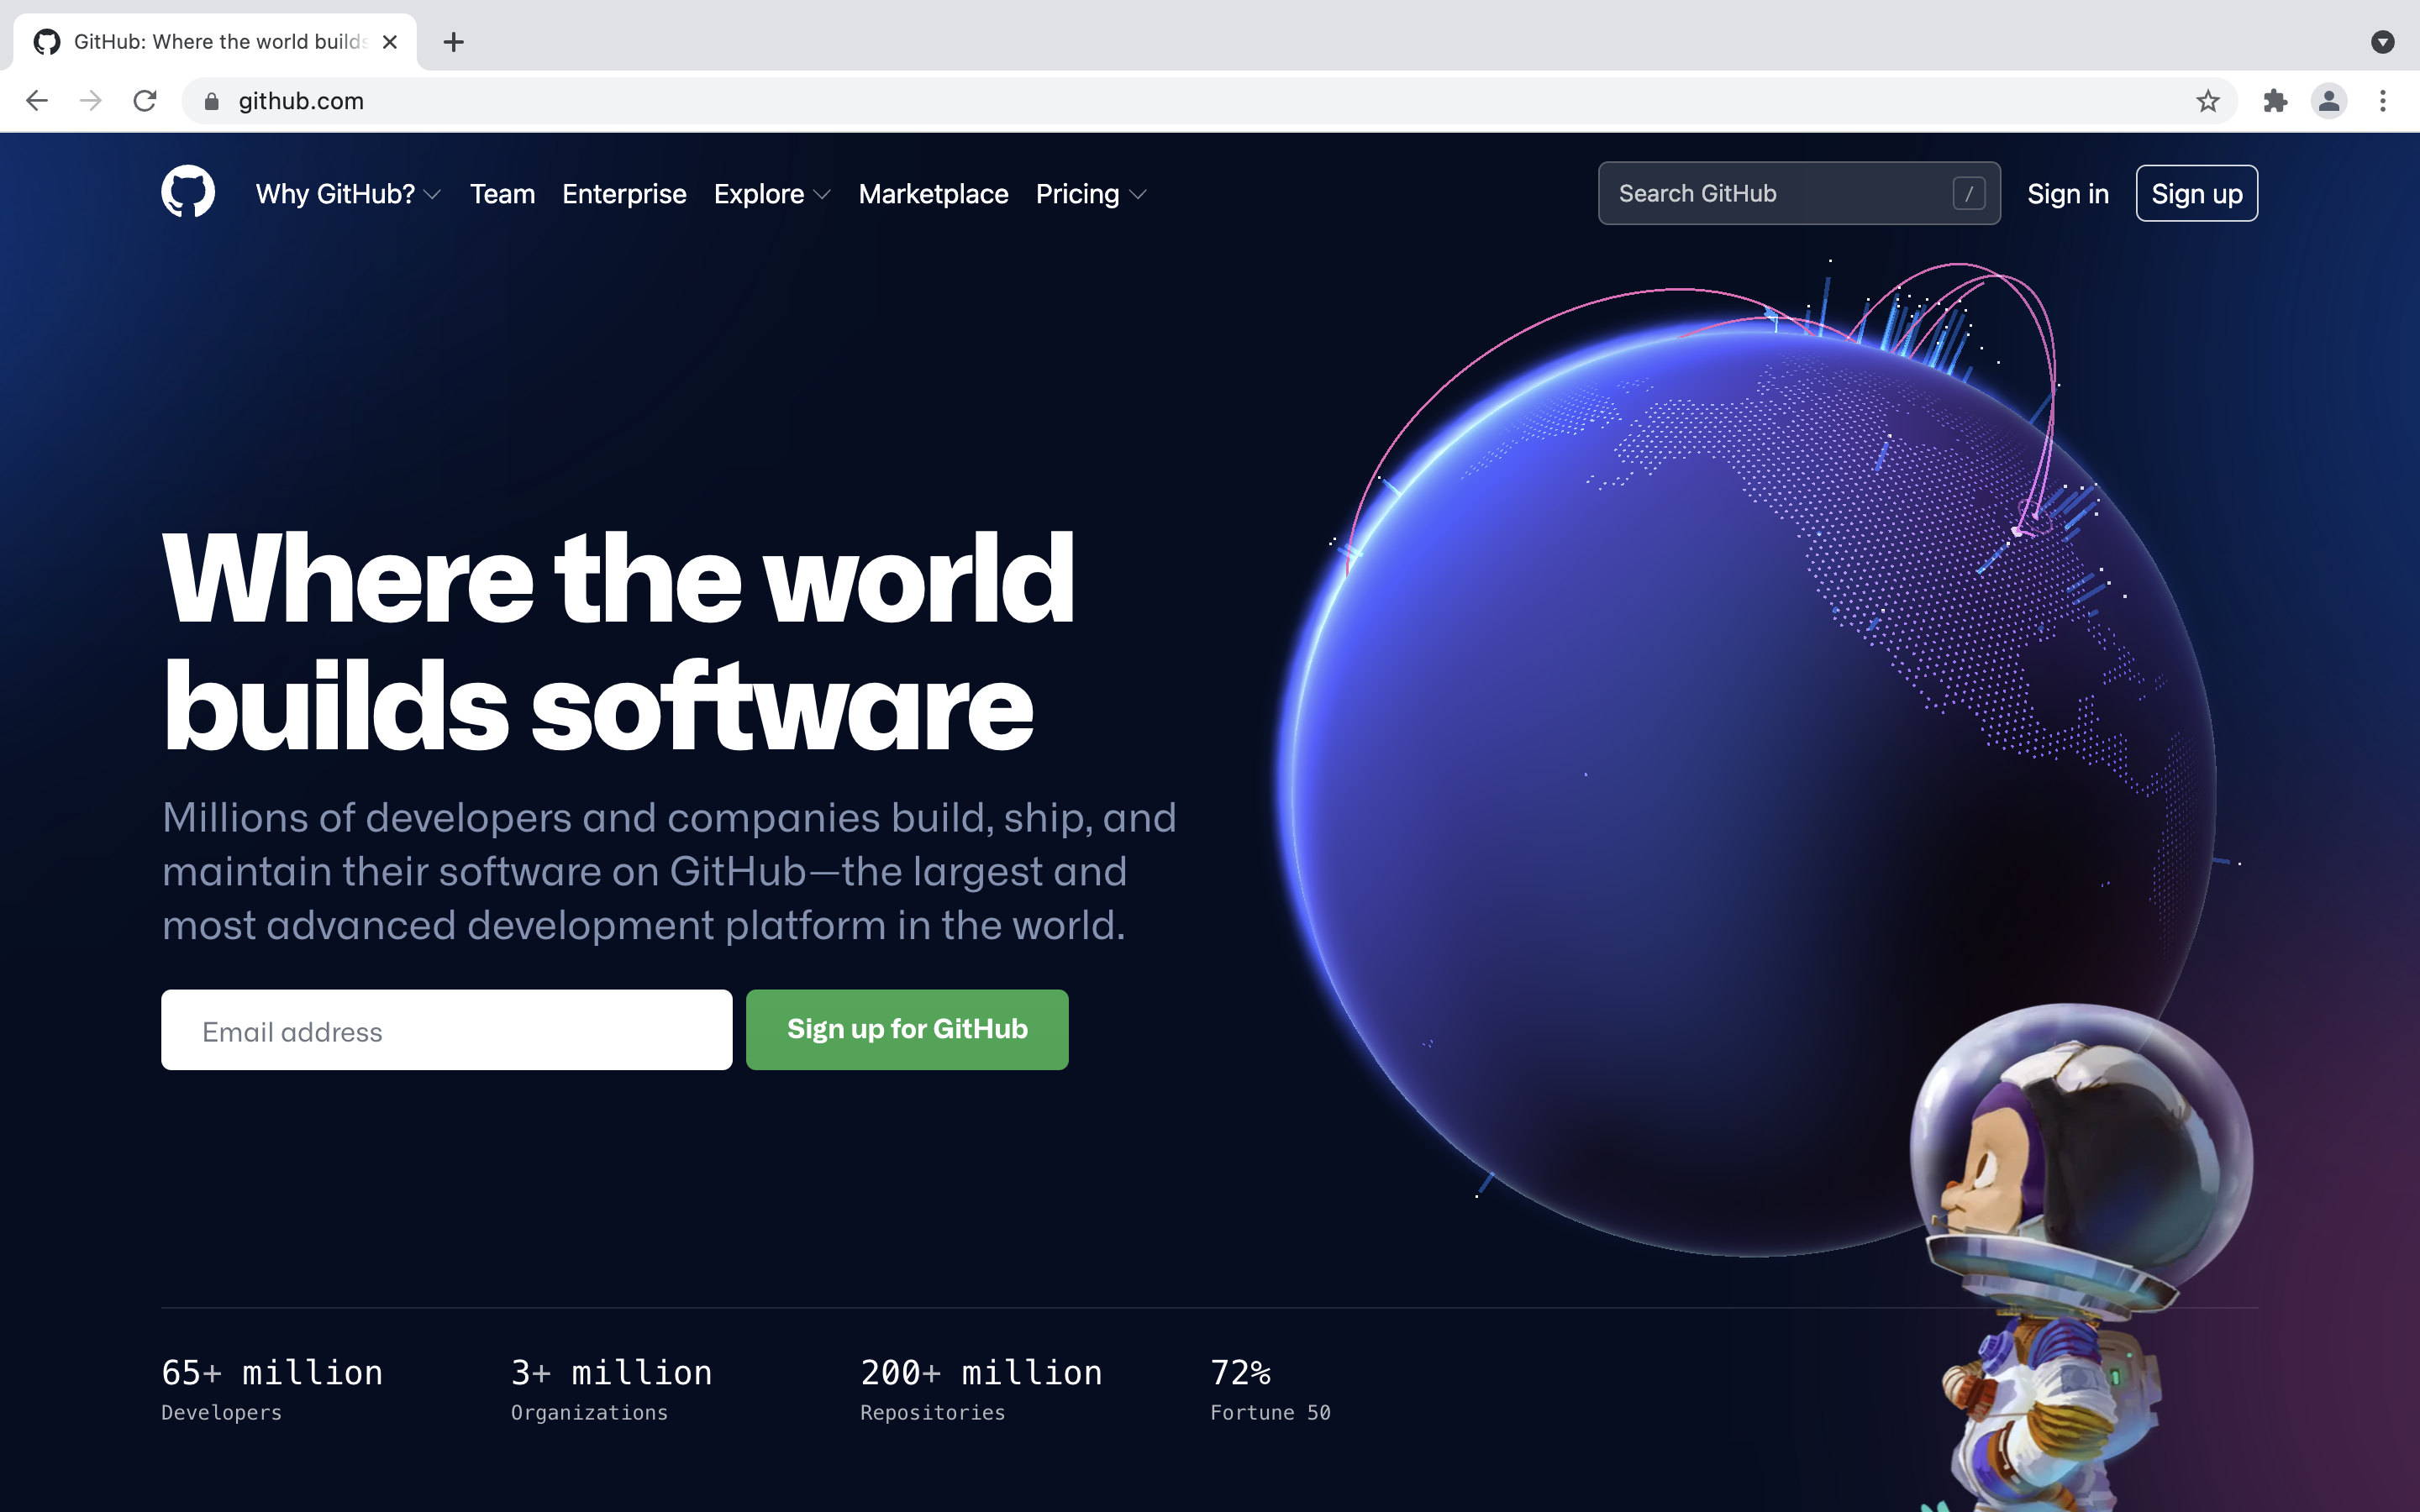 GitHub: Where the world builds
github.com
Why GitHub?
Team
Enterprise
Explore
Marketplace
Pricing
Search GitHub
/
Sign in
Sign up
Where the world
builds software
Millions of developers and companies build, ship, and
maintain their software on GitHub—the largest and
most advanced development platform in the world.
Email address
Sign up for GitHub
65+ million
Developers
3+ million
Organizations
200+ million
Repositories
72%
Fortune 50